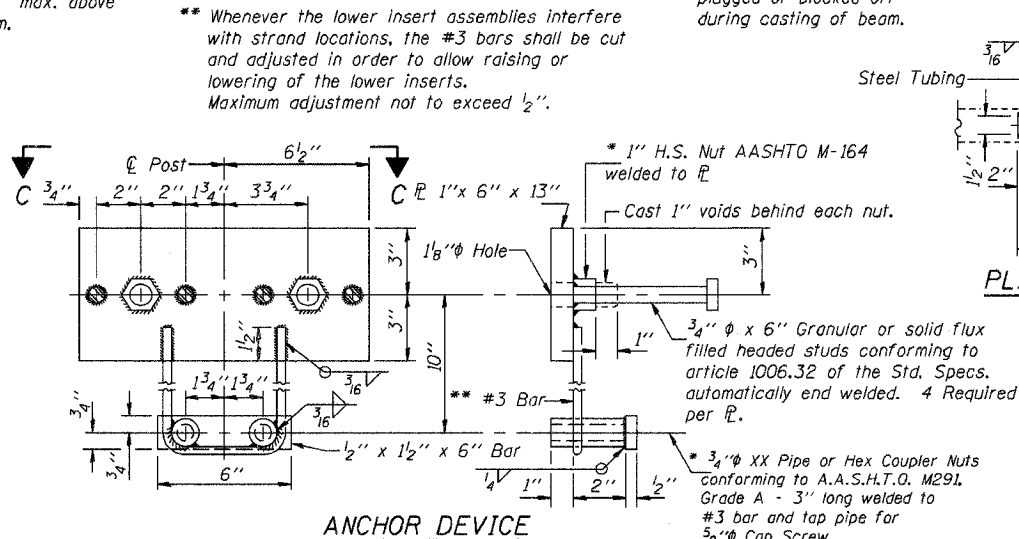 max. above
** Whenever the lower insert assemblies interfere
with strand locations, the #3 bars shall be cut
and adjusted in order to allow raising or
lowering of the lower inserts.
Maximum adjustment not to exceed 1/2".
during casting of beam.
3/16
Steel Tubing
1 1/2"
2"
℄ Post
6 1/2"
C
C
3/4"
2"
2"
1 3/4"
3 3/4"
℞ 1"x 6" x 13"
* 1" H.S. Nut AASHTO M-164
welded to ℞
Cast 1" voids behind each nut.
1 1/8"ϕ Hole
3"
3"
3"
10"
1 1/2"
3/16
3/16
1 3/4"
1 3/4"
3/4"
3/4"
6"
1/2" x 1 1/2" x 6" Bar
** #3 Bar
1"
3/4" ϕ x 6" Granular or solid flux
filled headed studs conforming to
article 1006.32 of the Std. Specs.
automatically end welded. 4 Required
per ℞.
1/4
1"
2"
1/2"
* 3/4"ϕ XX Pipe or Hex Coupler Nuts
conforming to A.A.S.H.T.O. M291,
Grade A - 3" long welded to
#3 bar and tap pipe for
5/8"ϕ Cap Screw
ANCHOR DEVICE